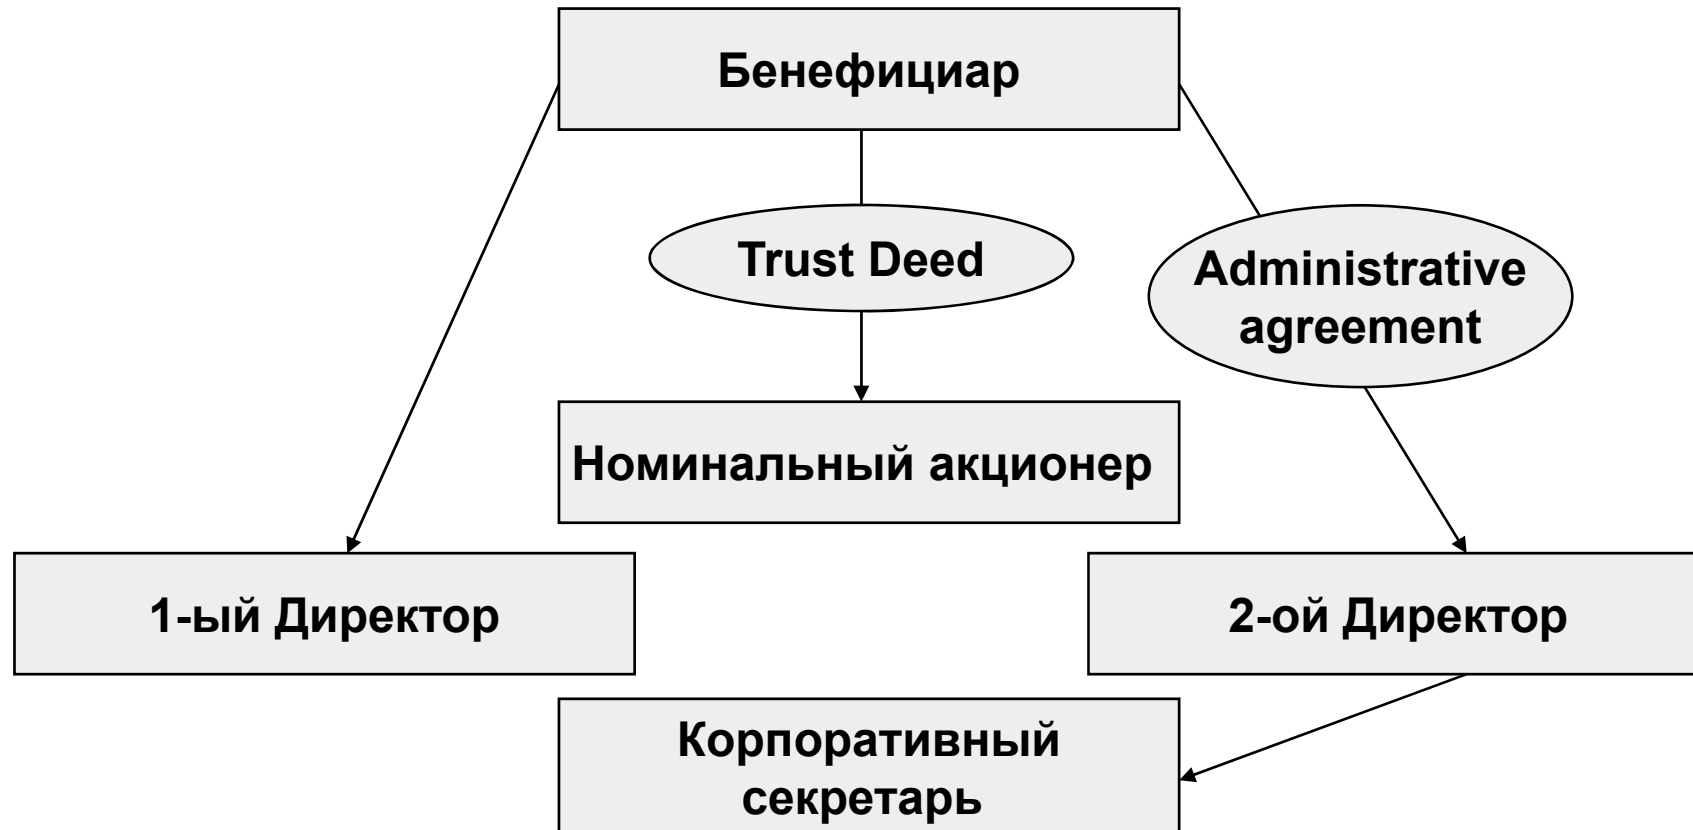 Бенефициар
Trust Deed
Administrative
agreement
Номинальный акционер
1-ый Директор
2-ой Директор
Корпоративный
секретарь